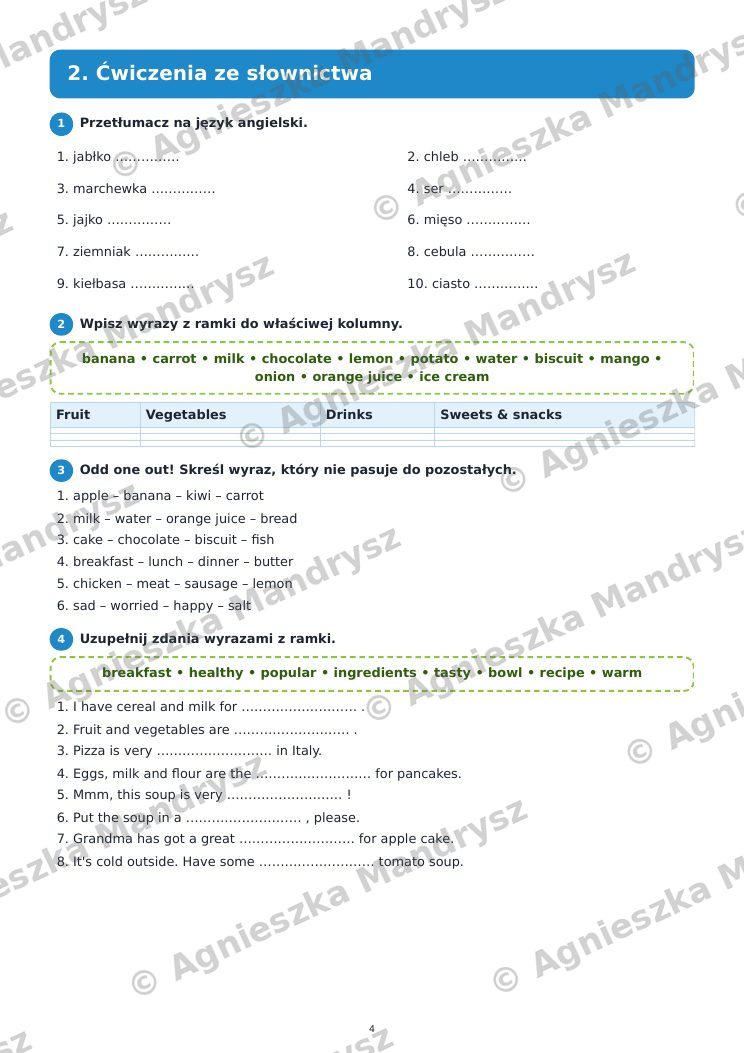 2. Ćwiczenia ze słownictwa
1 Przetłumacz na język angielski.
1. jabłko ...............
2. chleb ...............
3. marchewka ...............
4. ser ...............
5. jajko ...............
6. mięso ...............
7. ziemniak ...............
8. cebula ...............
9. kiełbasa ...............
10. ciasto ...............
2 Wpisz wyrazy z ramki do właściwej kolumny.
banana • carrot • milk • chocolate • lemon • potato • water • biscuit • mango •
onion • orange juice • ice cream
Fruit Vegetables Drinks Sweets & snacks
3 Odd one out! Skreśl wyraz, który nie pasuje do pozostałych.
1. apple – banana – kiwi – carrot
2. milk – water – orange juice – bread
3. cake – chocolate – biscuit – fish
4. breakfast – lunch – dinner – butter
5. chicken – meat – sausage – lemon
6. sad – worried – happy – salt
4 Uzupełnij zdania wyrazami z ramki.
breakfast • healthy • popular • ingredients • tasty • bowl • recipe • warm
1. I have cereal and milk for ........................... .
2. Fruit and vegetables are ........................... .
3. Pizza is very ........................... in Italy.
4. Eggs, milk and flour are the ........................... for pancakes.
5. Mmm, this soup is very ........................... !
6. Put the soup in a ........................... , please.
7. Grandma has got a great ........................... for apple cake.
8. It's cold outside. Have some ........................... tomato soup.
4
© Agnieszka Mandrysz